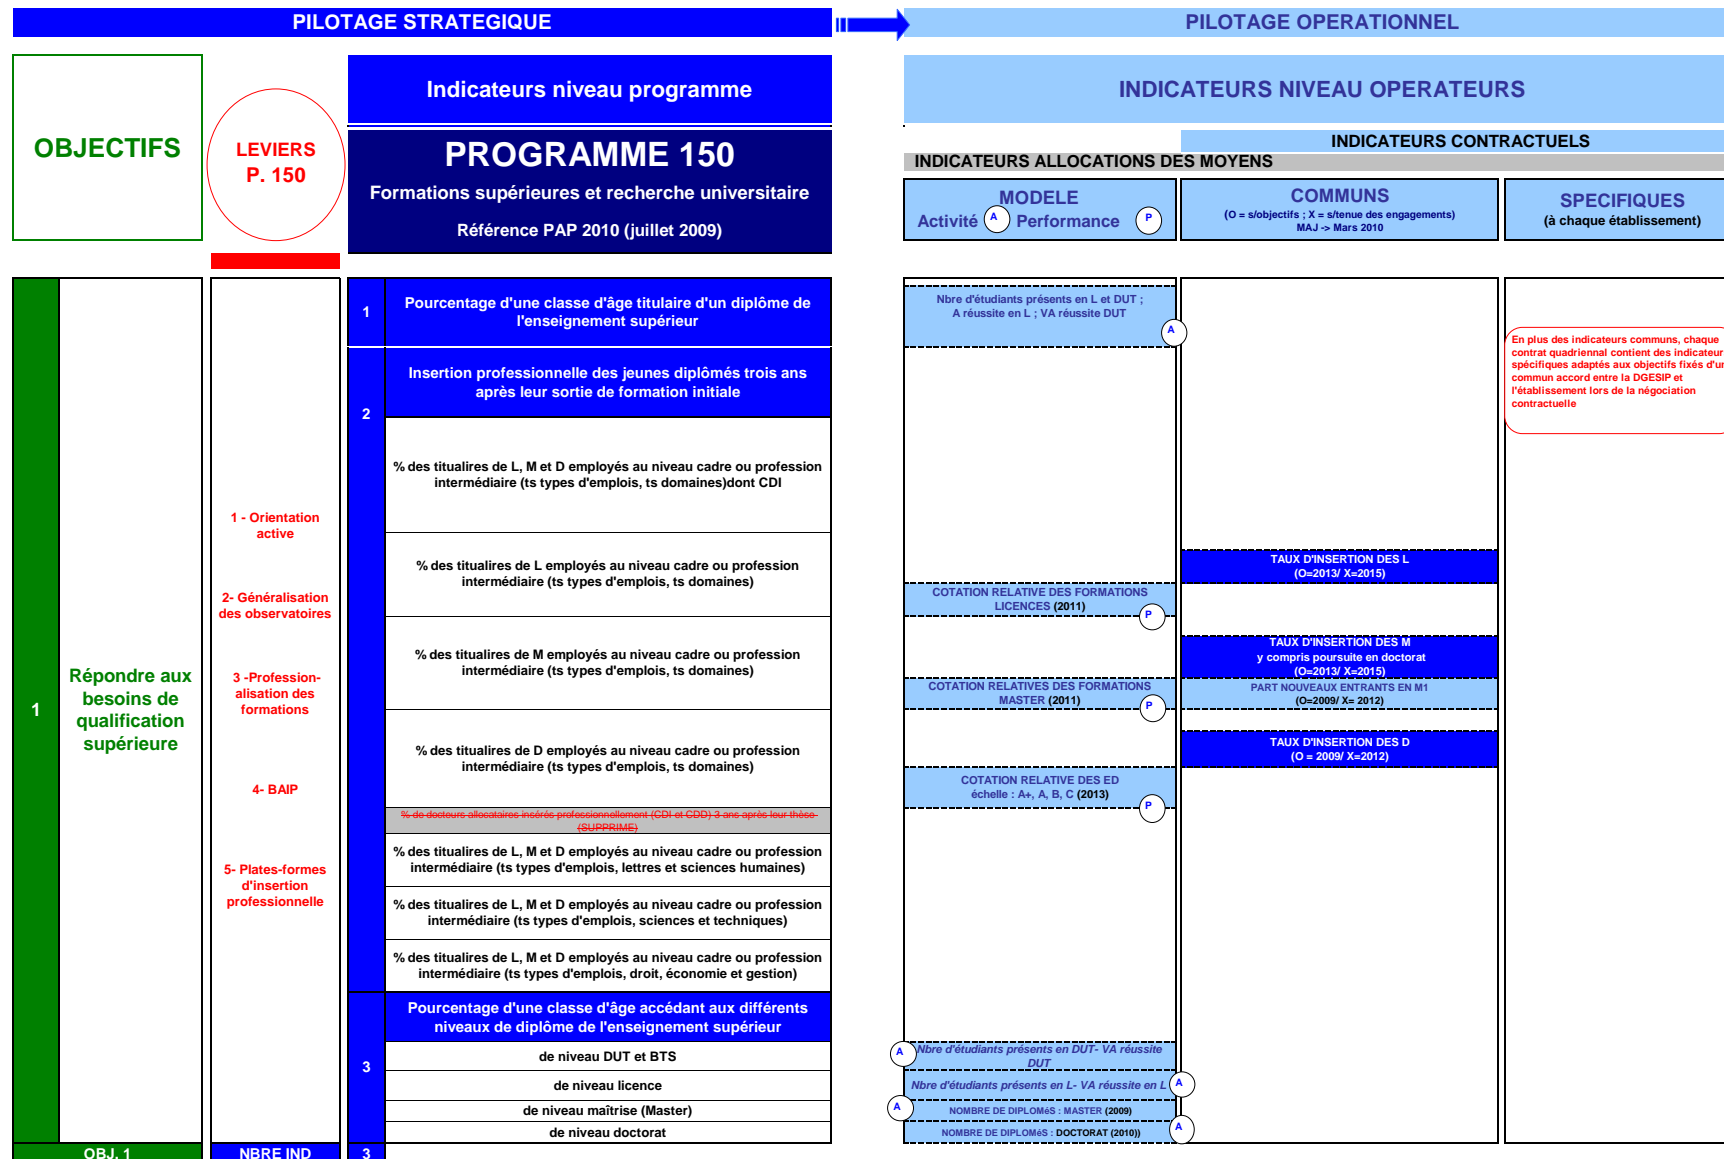 PILOTAGE STRATEGIQUE
PILOTAGE OPERATIONNEL
OBJECTIFS
LEVIERS
P. 150
Indicateurs niveau programme
PROGRAMME 150
Formations supérieures et recherche universitaire
Référence PAP 2010 (juillet 2009)
INDICATEURS NIVEAU OPERATEURS
INDICATEURS CONTRACTUELS
INDICATEURS ALLOCATIONS DES MOYENS
MODELE
Activité A Performance P
COMMUNS
(O = s/objectifs ; X = s/tenue des engagements)
MAJ -> Mars 2010
SPECIFIQUES
(à chaque établissement)
1
Répondre aux
besoins de
qualification
supérieure
1 - Orientation
active
2- Généralisation
des observatoires
3 -Profession-
alisation des
formations
4- BAIP
5- Plates-formes
d'insertion
professionnelle
1
Pourcentage d'une classe d'âge titulaire d'un diplôme de
l'enseignement supérieur
2
Insertion professionnelle des jeunes diplômés trois ans
après leur sortie de formation initiale
% des titualires de L, M et D employés au niveau cadre ou profession
intermédiaire (ts types d'emplois, ts domaines)dont CDI
% des titualires de L employés au niveau cadre ou profession
intermédiaire (ts types d'emplois, ts domaines)
% des titualires de M employés au niveau cadre ou profession
intermédiaire (ts types d'emplois, ts domaines)
% des titualires de D employés au niveau cadre ou profession
intermédiaire (ts types d'emplois, ts domaines)
% de docteurs allocataires insérés professionnellement (CDI et CDD) 3 ans après leur thèse
(SUPPRIME)
% des titualires de L, M et D employés au niveau cadre ou profession
intermédiaire (ts types d'emplois, lettres et sciences humaines)
% des titualires de L, M et D employés au niveau cadre ou profession
intermédiaire (ts types d'emplois, sciences et techniques)
% des titualires de L, M et D employés au niveau cadre ou profession
intermédiaire (ts types d'emplois, droit, économie et gestion)
3
Pourcentage d'une classe d'âge accédant aux différents
niveaux de diplôme de l'enseignement supérieur
de niveau DUT et BTS
de niveau licence
de niveau maîtrise (Master)
de niveau doctorat
Nbre d'étudiants présents en L et DUT ;
A réussite en L ; VA réussite DUT
A
COTATION RELATIVE DES FORMATIONS
LICENCES (2011)
P
COTATION RELATIVES DES FORMATIONS
MASTER (2011)
P
COTATION RELATIVE DES ED
échelle : A+, A, B, C (2013)
P
A
Nbre d'étudiants présents en DUT- VA réussite
DUT
Nbre d'étudiants présents en L- VA réussite en L
A
A
NOMBRE DE DIPLOMéS : MASTER (2009)
NOMBRE DE DIPLOMéS : DOCTORAT (2010))
A
TAUX D'INSERTION DES L
(O=2013/ X=2015)
TAUX D'INSERTION DES M
y compris poursuite en doctorat
(O=2013/ X=2015)
PART NOUVEAUX ENTRANTS EN M1
(O=2009/ X= 2012)
TAUX D'INSERTION DES D
(O = 2009/ X=2012)
En plus des indicateurs communs, chaque
contrat quadriennal contient des indicateur
spécifiques adaptés aux objectifs fixés d'un
commun accord entre la DGESIP et
l'établissement lors de la négociation
contractuelle
OBJ. 1
NBRE IND
3